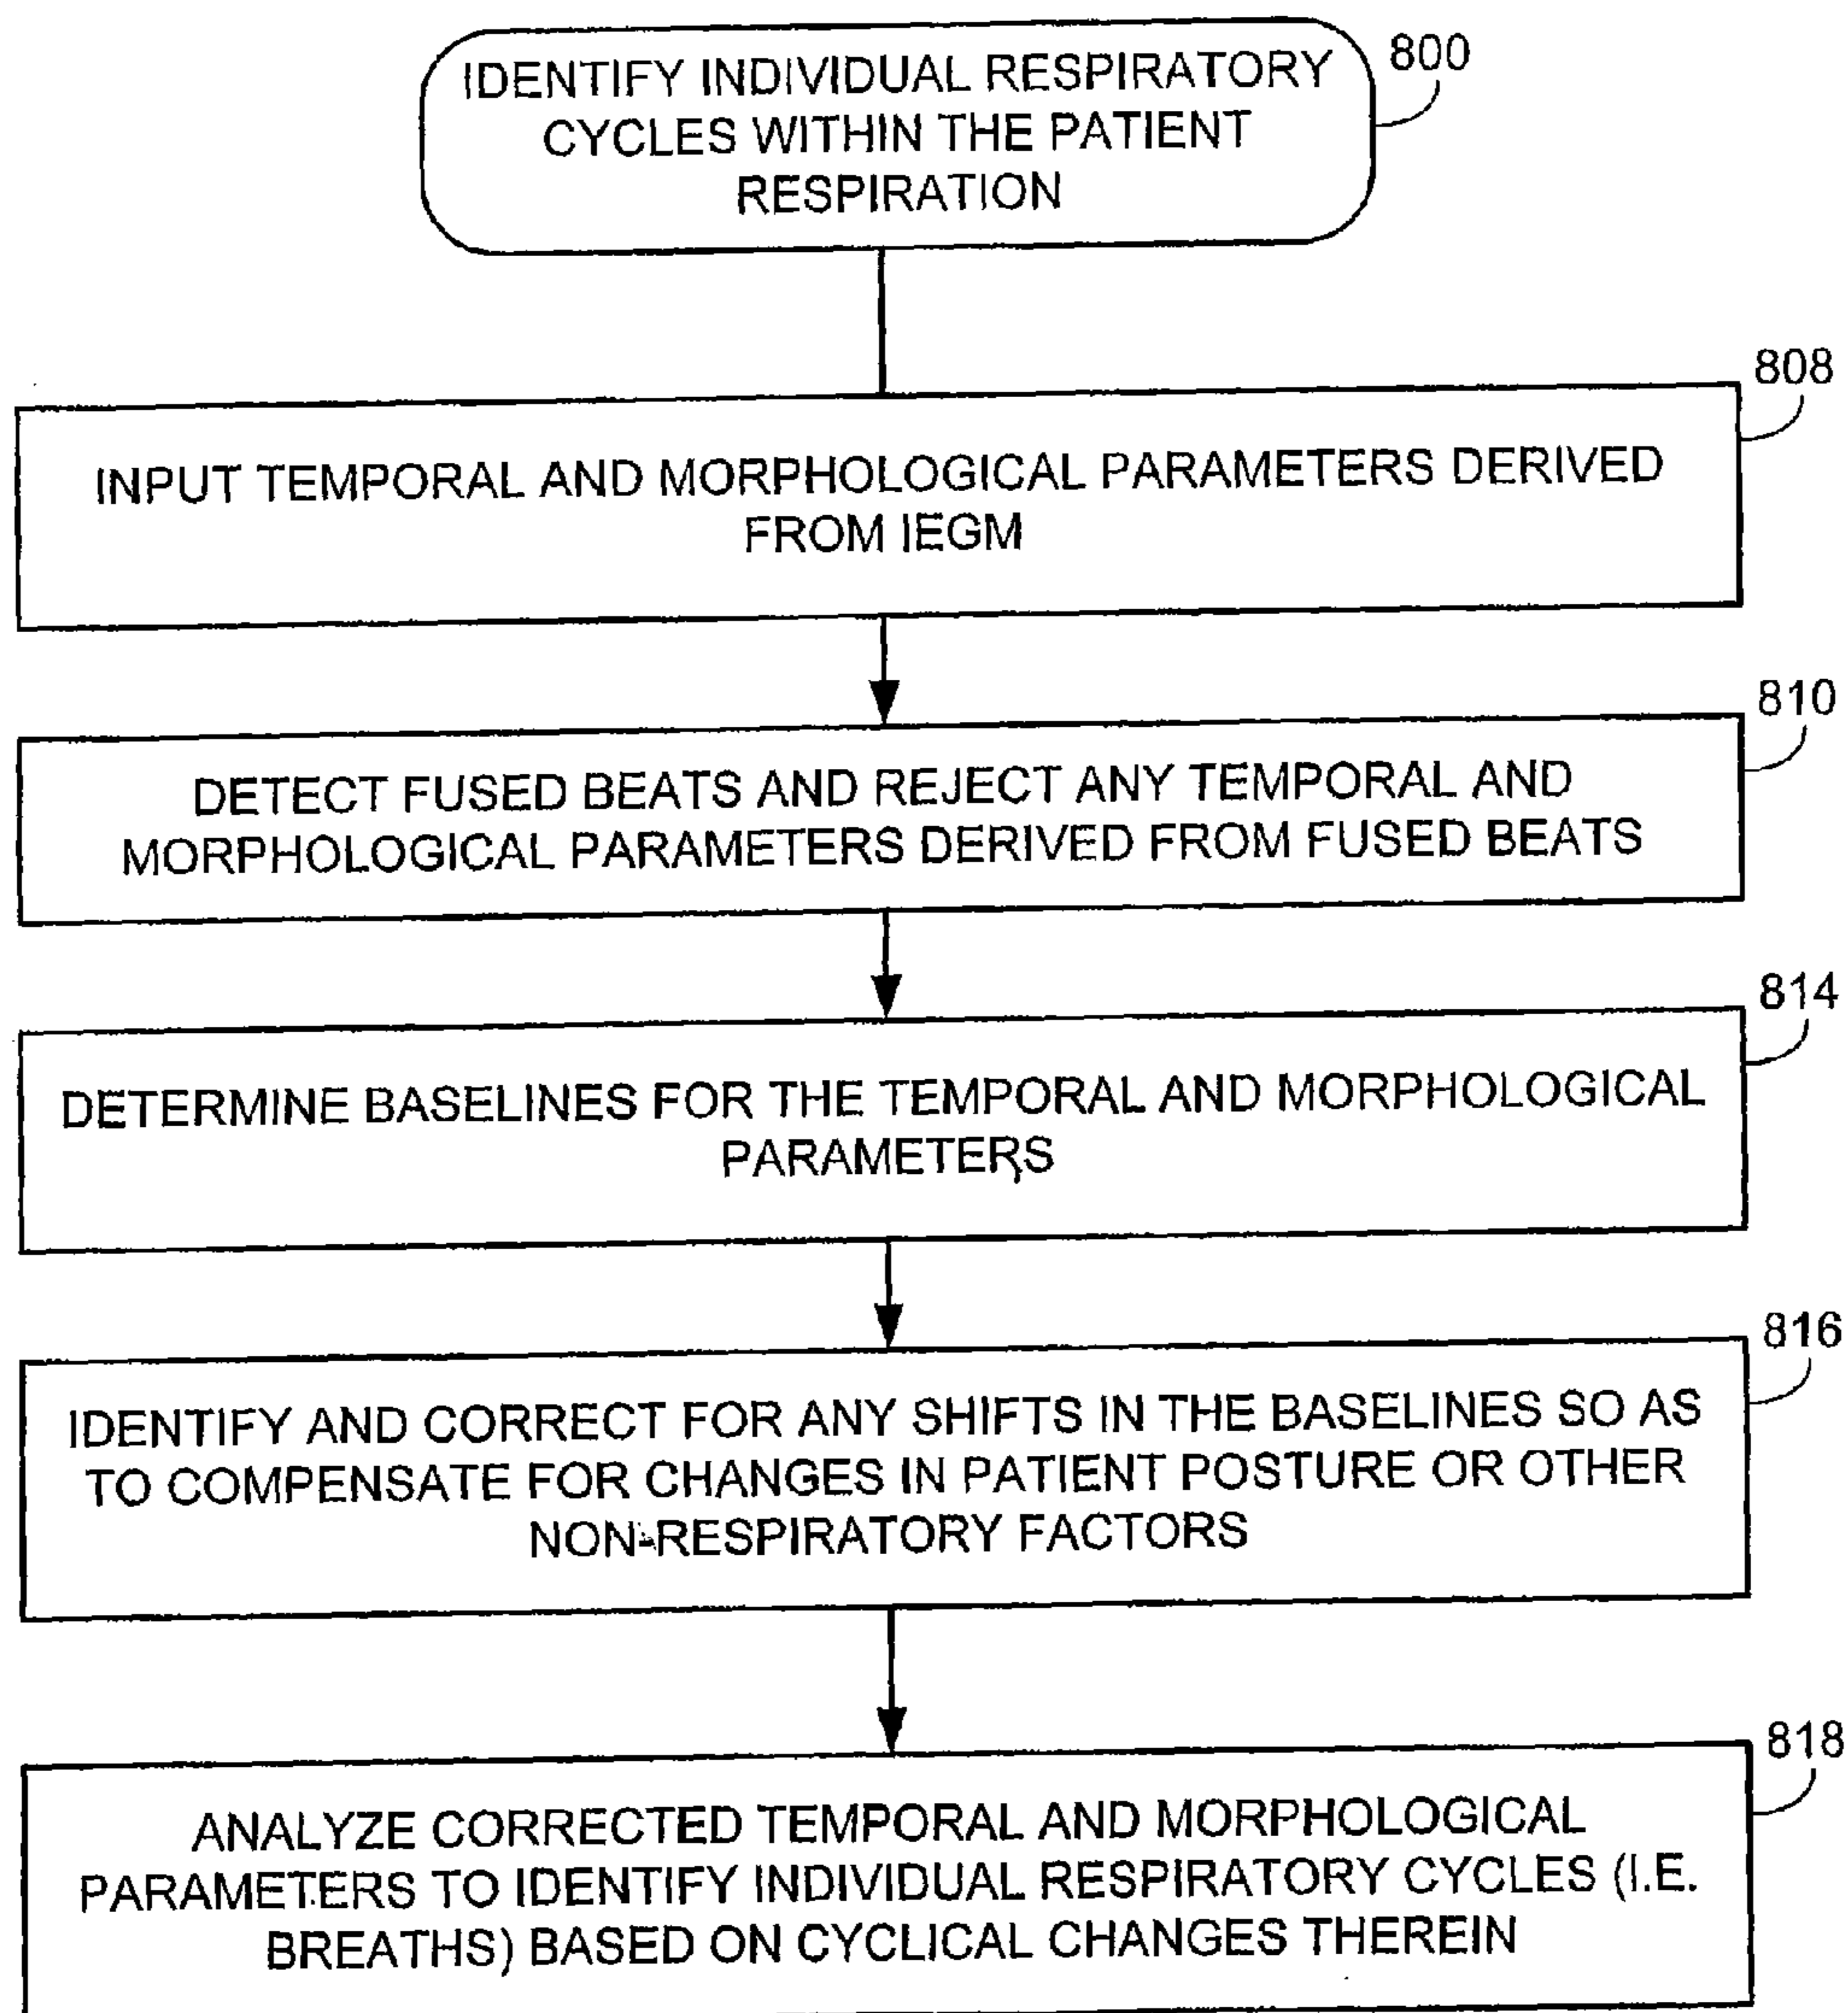 IDENTIFY INDIVIDUAL RESPIRATORY
CYCLES WITHIN THE PATIENT
RESPIRATION
800
808
INPUT TEMPORAL AND MORPHOLOGICAL PARAMETERS DERIVED
FROM IEGM
810
DETECT FUSED BEATS AND REJECT ANY TEMPORAL AND
MORPHOLOGICAL PARAMETERS DERIVED FROM FUSED BEATS
814
DETERMINE BASELINES FOR THE TEMPORAL AND MORPHOLOGICAL
PARAMETERS
816
IDENTIFY AND CORRECT FOR ANY SHIFTS IN THE BASELINES SO AS
TO COMPENSATE FOR CHANGES IN PATIENT POSTURE OR OTHER
NON-RESPIRATORY FACTORS
818
ANALYZE CORRECTED TEMPORAL AND MORPHOLOGICAL
PARAMETERS TO IDENTIFY INDIVIDUAL RESPIRATORY CYCLES (I.E.
BREATHS) BASED ON CYCLICAL CHANGES THEREIN